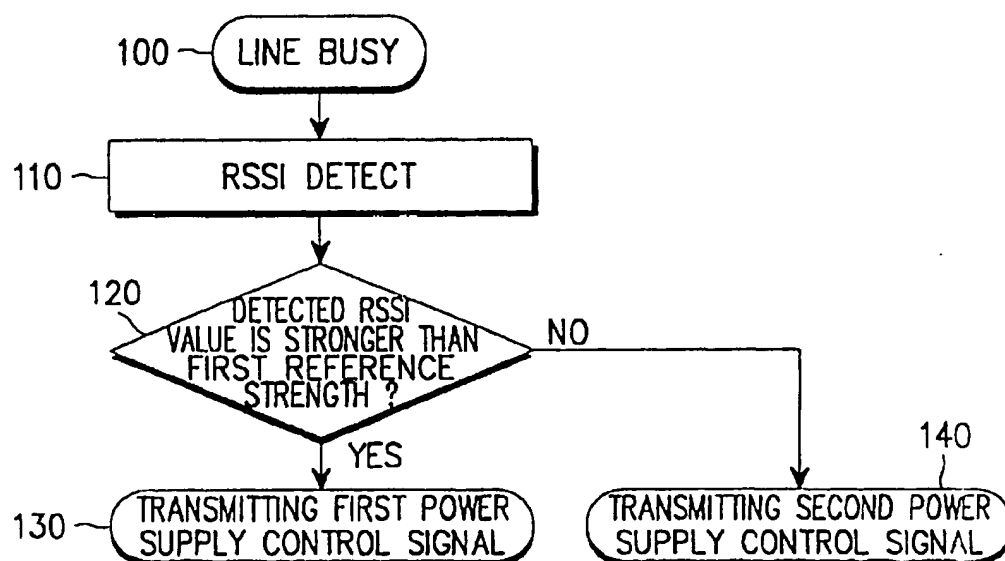 100
LINE BUSY
110
RSSI DETECT
120
DETECTED RSSI
VALUE IS STRONGER THAN
FIRST REFERENCE
STRENGTH ?
NO
YES
130
TRANSMITTING FIRST POWER
SUPPLY CONTROL SIGNAL
140
TRANSMITTING SECOND POWER
SUPPLY CONTROL SIGNAL